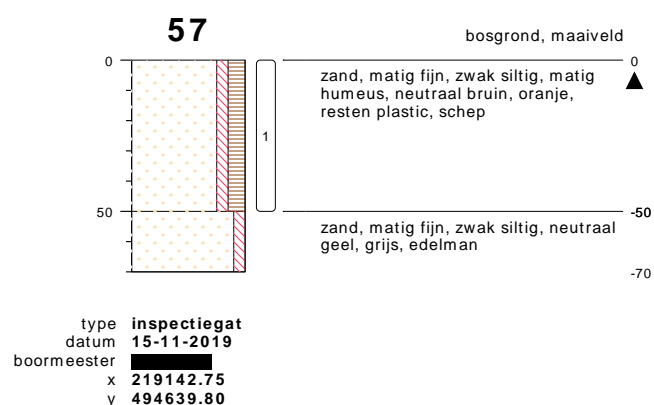 57
bosgrond, maaiveld
0
0
zand, matig fijn, zwak siltig, matig
humeus, neutraal bruin, oranje,
resten plastic, schep
1
50
-50
zand, matig fijn, zwak siltig, neutraal
geel, grijs, edelman
-70
type inspectiegat
datum 15-11-2019
boormeester
x 219142.75
y 494639.80